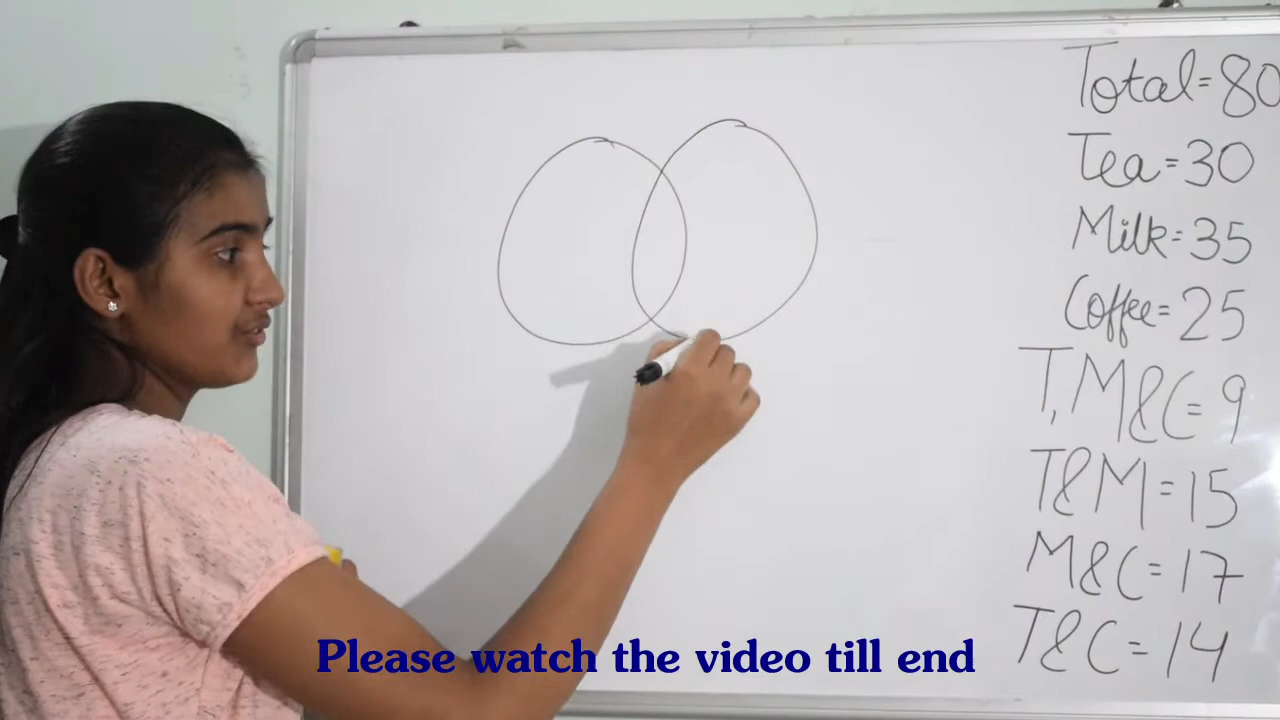 Total=80
Tea=30
Milk=35
Coffee=25
T,M&C=9
T&M=15
M&C=17
T&C=14
Please watch the video till end